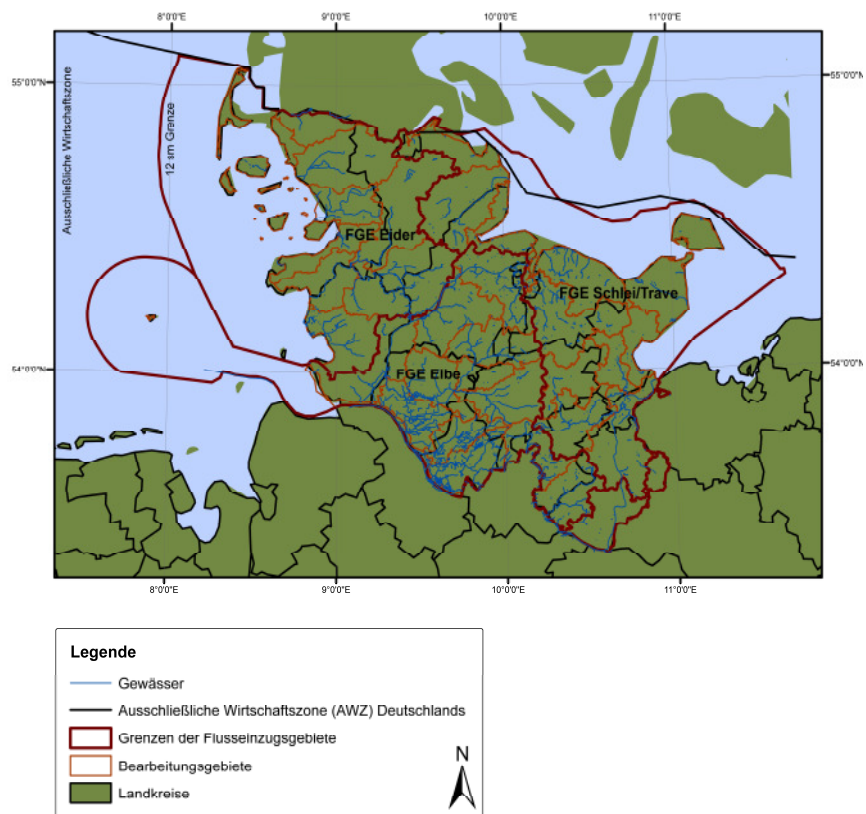 8°0'0"E 9°0'0"E 10°0'0"E 11°0'0"E
55°0'0"N
55°0'0"N
Ausschließliche Wirtschaftszone
12 sm Grenze
FGE Eider
FGE Schlei/Trave
54°0'0"N
54°0'0"N
FGE Elbe
8°0'0"E 9°0'0"E 10°0'0"E 11°0'0"E
Legende
Gewässer
Ausschließliche Wirtschaftszone (AWZ) Deutschlands
Grenzen der Flusseinzugsgebiete
Bearbeitungsgebiete
Landkreise
N